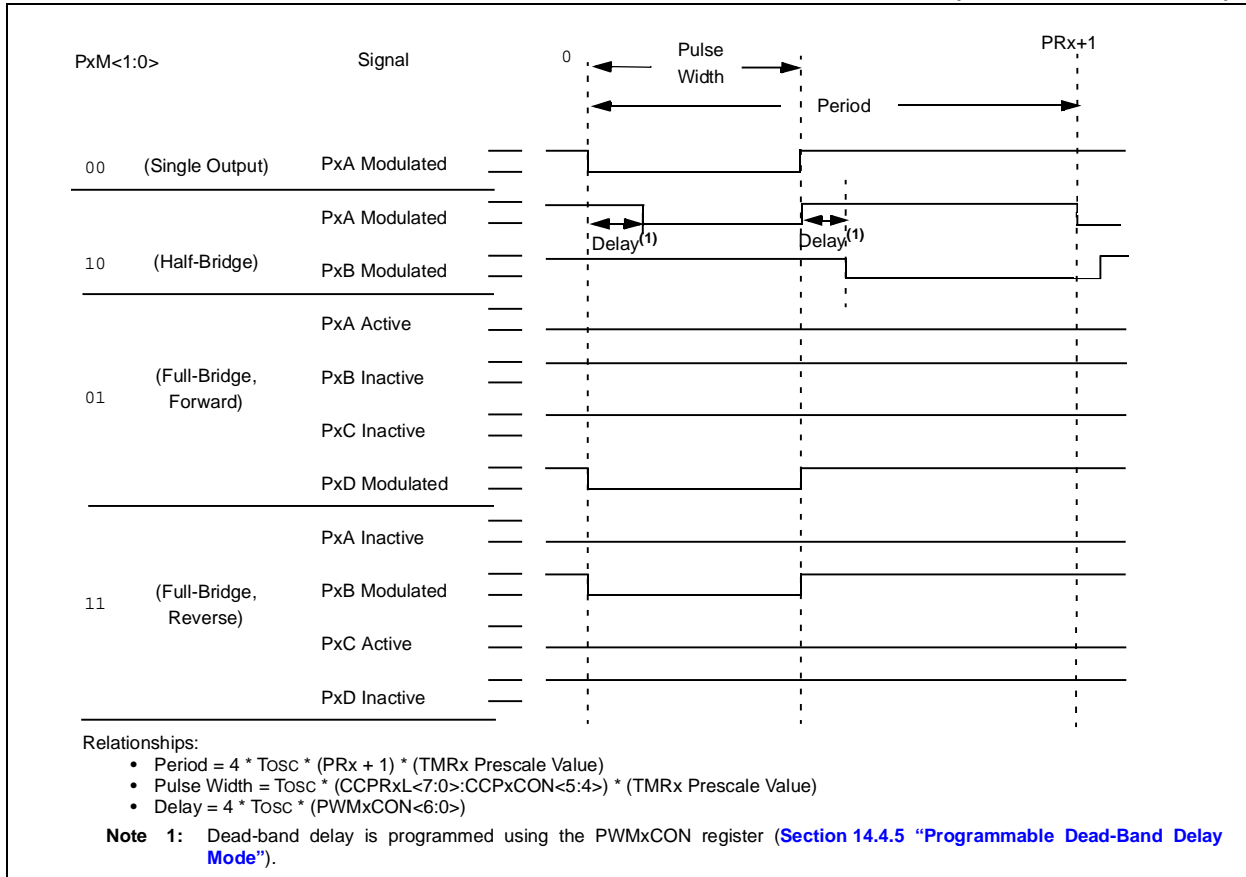 PxM<1:0>
Signal
0
Pulse
Width
PRx+1
Period
00
(Single Output)
PxA Modulated
10
(Half-Bridge)
PxA Modulated
Delay(1)
Delay(1)
PxB Modulated
01
(Full-Bridge,
Forward)
PxA Active
PxB Inactive
PxC Inactive
PxD Modulated
11
(Full-Bridge,
Reverse)
PxA Inactive
PxB Modulated
PxC Active
PxD Inactive
Relationships:
• Period = 4 * TOSC * (PRx + 1) * (TMRx Prescale Value)
• Pulse Width = TOSC * (CCPRxL<7:0>:CCPxCON<5:4>) * (TMRx Prescale Value)
• Delay = 4 * TOSC * (PWMxCON<6:0>)
Note 1: Dead-band delay is programmed using the PWMxCON register (Section 14.4.5 “Programmable Dead-Band Delay
Mode”).